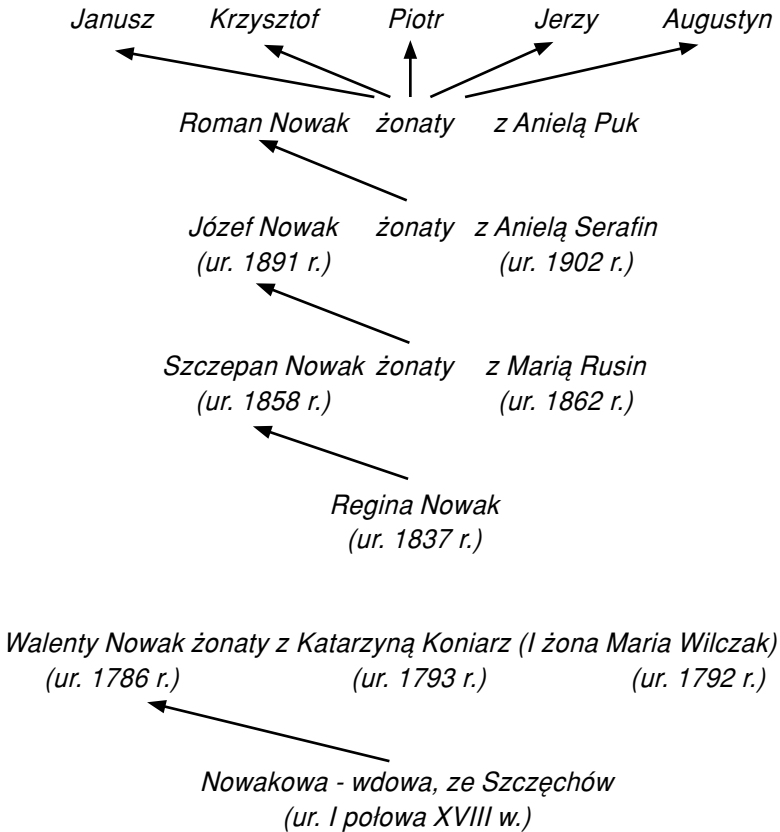 Janusz Krzysztof Piotr Jerzy Augustyn
Roman Nowak żonaty z Anielą Puk
Józef Nowak żonaty z Anielą Serafin
(ur. 1891 r.) (ur. 1902 r.)
Szczepan Nowak żonaty z Marią Rusin
(ur. 1858 r.) (ur. 1862 r.)
Regina Nowak
(ur. 1837 r.)
Walenty Nowak żonaty z Katarzyną Koniarz (I żona Maria Wilczak)
(ur. 1786 r.) (ur. 1793 r.) (ur. 1792 r.)
Nowakowa - wdowa, ze Szczęchów
(ur. I połowa XVIII w.)